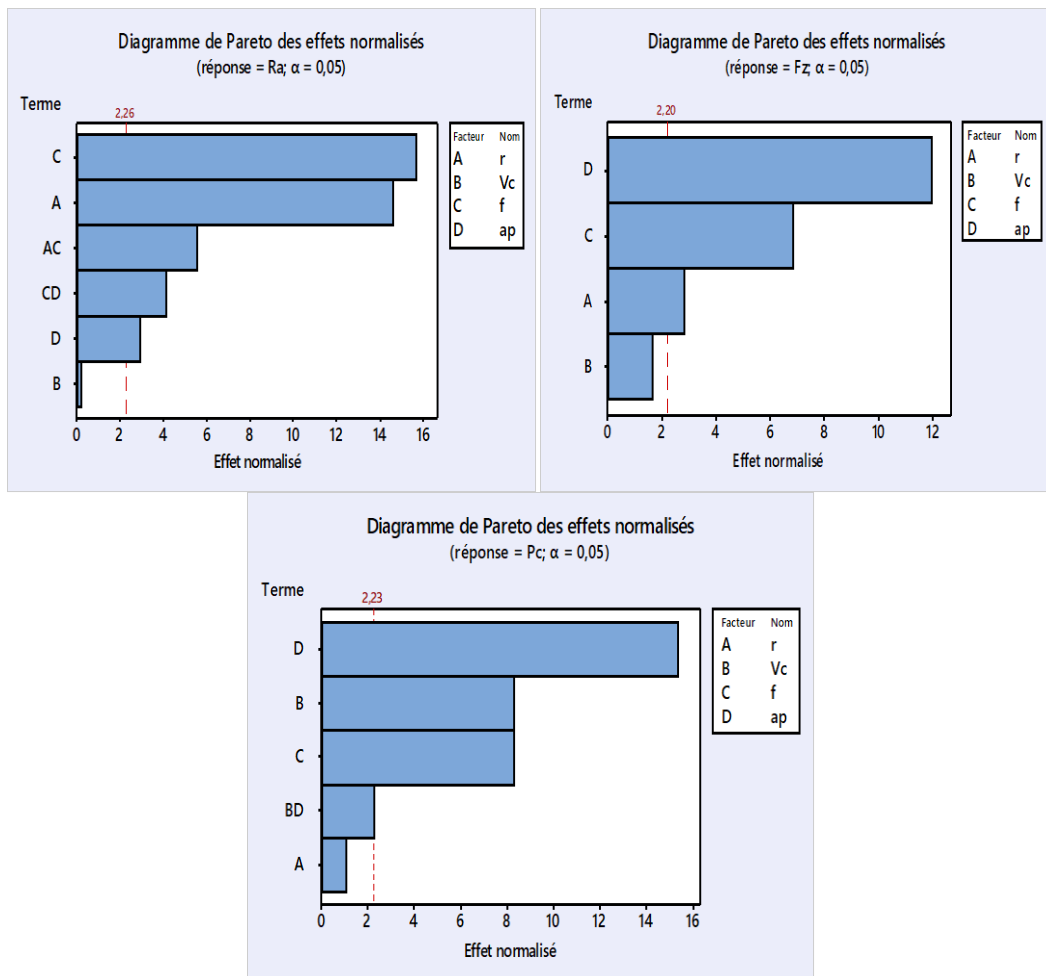 Diagramme de Pareto des effets normalisés
(réponse = Ra; α = 0,05)
Terme
2,26
C
A
AC
CD
D
B
0 2 4 6 8 10 12 14 16
Effet normalisé
Facteur Nom
A r
B Vc
C f
D ap
Diagramme de Pareto des effets normalisés
(réponse = Fz; α = 0,05)
Terme
2,20
D
C
A
B
0 2 4 6 8 10 12
Effet normalisé
Facteur Nom
A r
B Vc
C f
D ap
Diagramme de Pareto des effets normalisés
(réponse = Pc; α = 0,05)
Terme
2,23
D
B
C
BD
A
0 2 4 6 8 10 12 14 16
Effet normalisé
Facteur Nom
A r
B Vc
C f
D ap